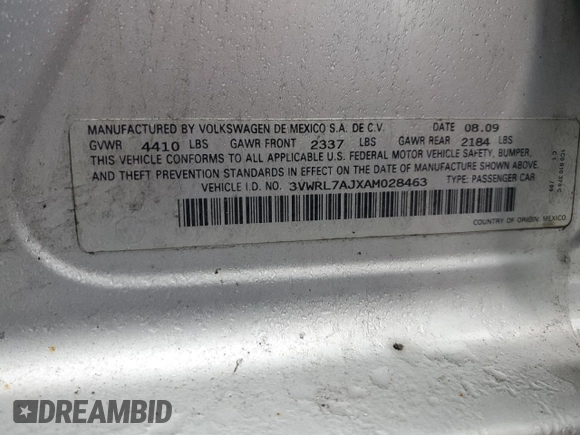 MANUFACTURED BY VOLKSWAGEN DE MEXICO S.A. DE C.V. DATE 08.09
GVWR 4410 LBS GAWR FRONT 2337 LBS GAWR REAR 2184 LBS
THIS VEHICLE CONFORMS TO ALL APPLICABLE U.S. FEDERAL MOTOR VEHICLE SAFETY, BUMPER,
AND THEFT PREVENTION STANDARDS IN EFFECT ON THE DATE OF MANUFACTURE SHOWN ABOVE.
VEHICLE I.D. NO. 3VWRL7AJXAM028463 TYPE: PASSENGER CAR
COUNTRY OF ORIGIN: MEXICO
DREAMBID